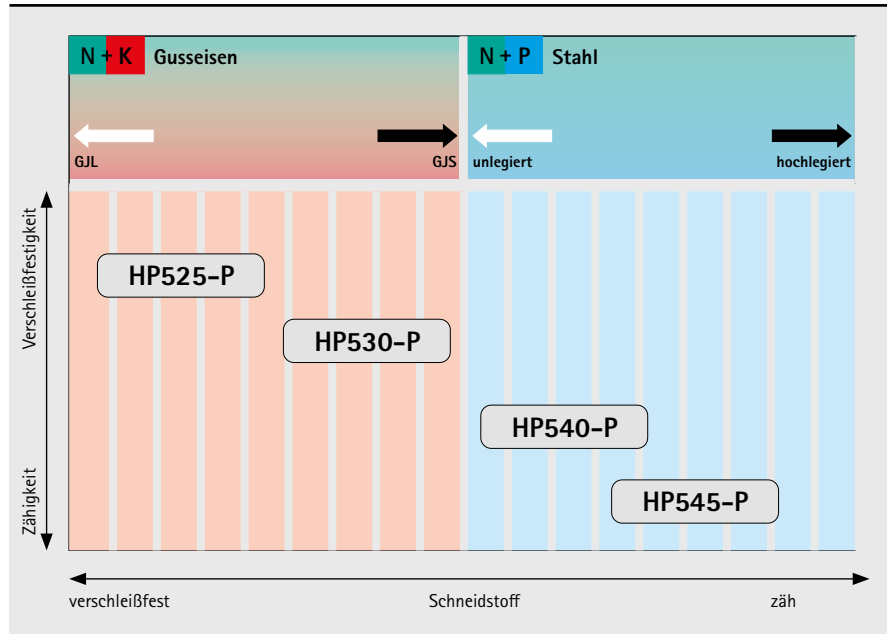 N + K Gusseisen
N + P Stahl
GJL
GJS
unlegiert
hochlegiert
Verschleißfestigkeit
Zähigkeit
HP525-P
HP530-P
HP540-P
HP545-P
verschleißfest
Schneidstoff
zäh